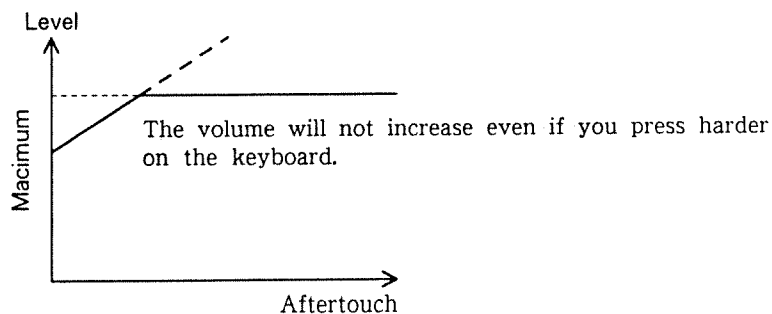 Level
Macimum
The volume will not increase even if you press harder
on the keyboard.
Aftertouch